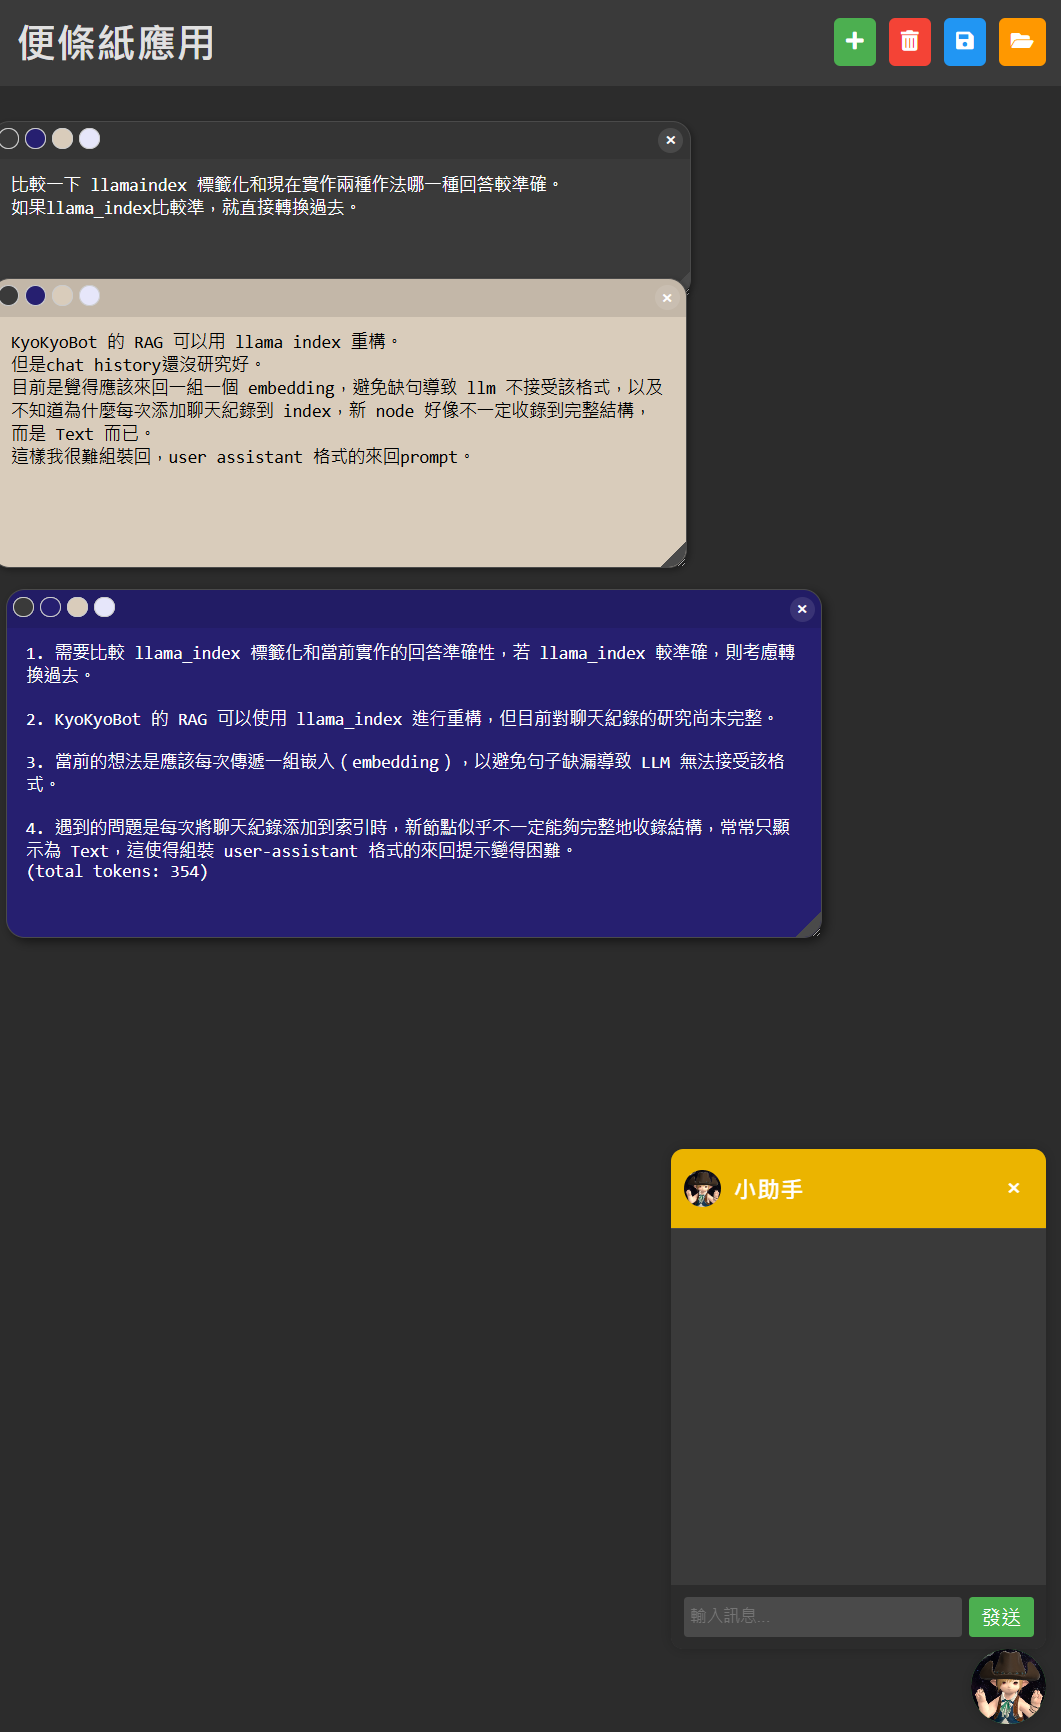 便條紙應用
比較一下 llamaindex 標籤化和現在實作兩種作法哪一種回答較準確。
如果llama_index比較準，就直接轉換過去。
KyoKyoBot 的 RAG 可以用 llama index 重構。
但是chat history還沒研究好。
目前是覺得應該來回一組一個 embedding，避免缺句導致 llm 不接受該格式，以及
不知道為什麼每次添加聊天紀錄到 index，新 node 好像不一定收錄到完整結構，
而是 Text 而已。
這樣我很難組裝回，user assistant 格式的來回prompt。
1. 需要比較 llama_index 標籤化和當前實作的回答準確性，若 llama_index 較準確，則考慮轉
換過去。
2. KyoKyoBot 的 RAG 可以使用 llama_index 進行重構，但目前對聊天紀錄的研究尚未完整。
3. 當前的想法是應該每次傳遞一組嵌入（embedding），以避免句子缺漏導致 LLM 無法接受該格
式。
4. 遇到的問題是每次將聊天紀錄添加到索引時，新節點似乎不一定能夠完整地收錄結構，常常只顯
示為 Text，這使得組裝 user-assistant 格式的來回提示變得困難。
(total tokens: 354)
小助手
輸入訊息...
發送